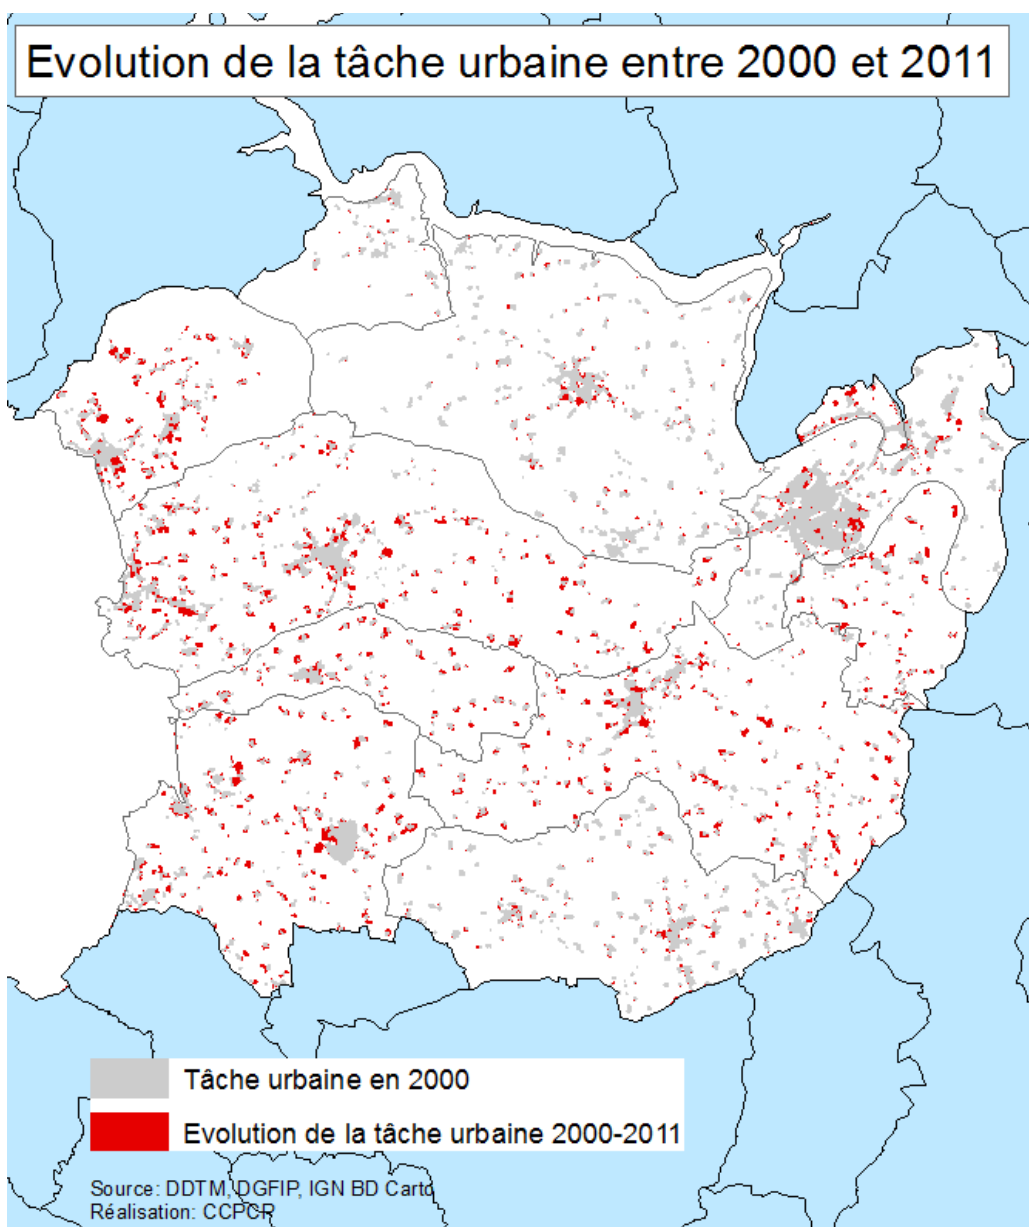 Evolution de la tâche urbaine entre 2000 et 2011
Tâche urbaine en 2000
Evolution de la tâche urbaine 2000-2011
Source: DDTM, DGFIP, IGN BD Carto
Réalisation: CCPCR